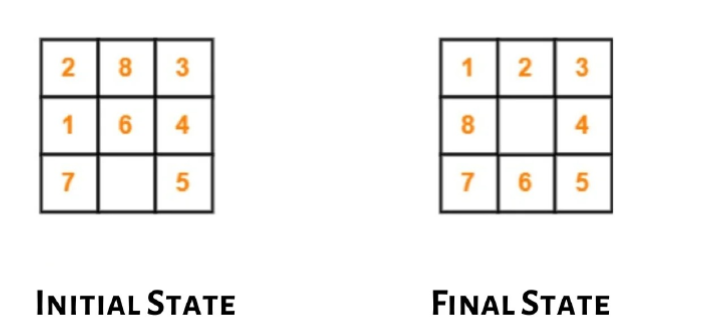 2 8 3
1 6 4
7 5
INITIAL STATE
1 2 3
8 4
7 6 5
FINAL STATE